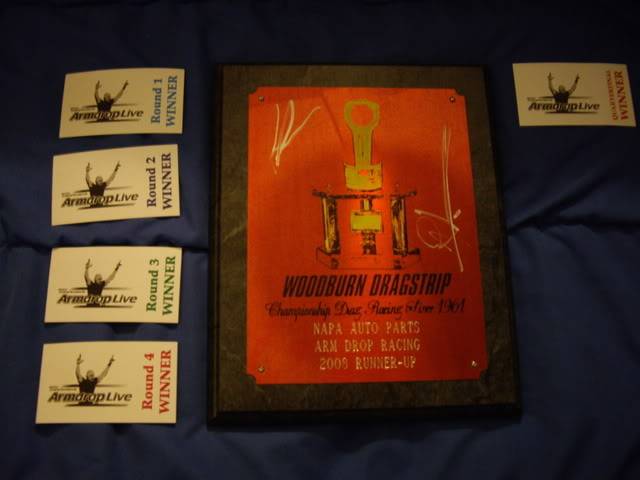 ArmdropLive
Round 1
WINNER
ArmdropLive
Round 2
WINNER
ArmdropLive
Round 3
WINNER
ArmdropLive
Round 4
WINNER
WOODBURN DRAGSTRIP
Championship Drag Racing Since 1961
NAPA AUTO PARTS
ARM DROP RACING
2008 RUNNER-UP
ArmdropLive
QUARTERFINAL
WINNER